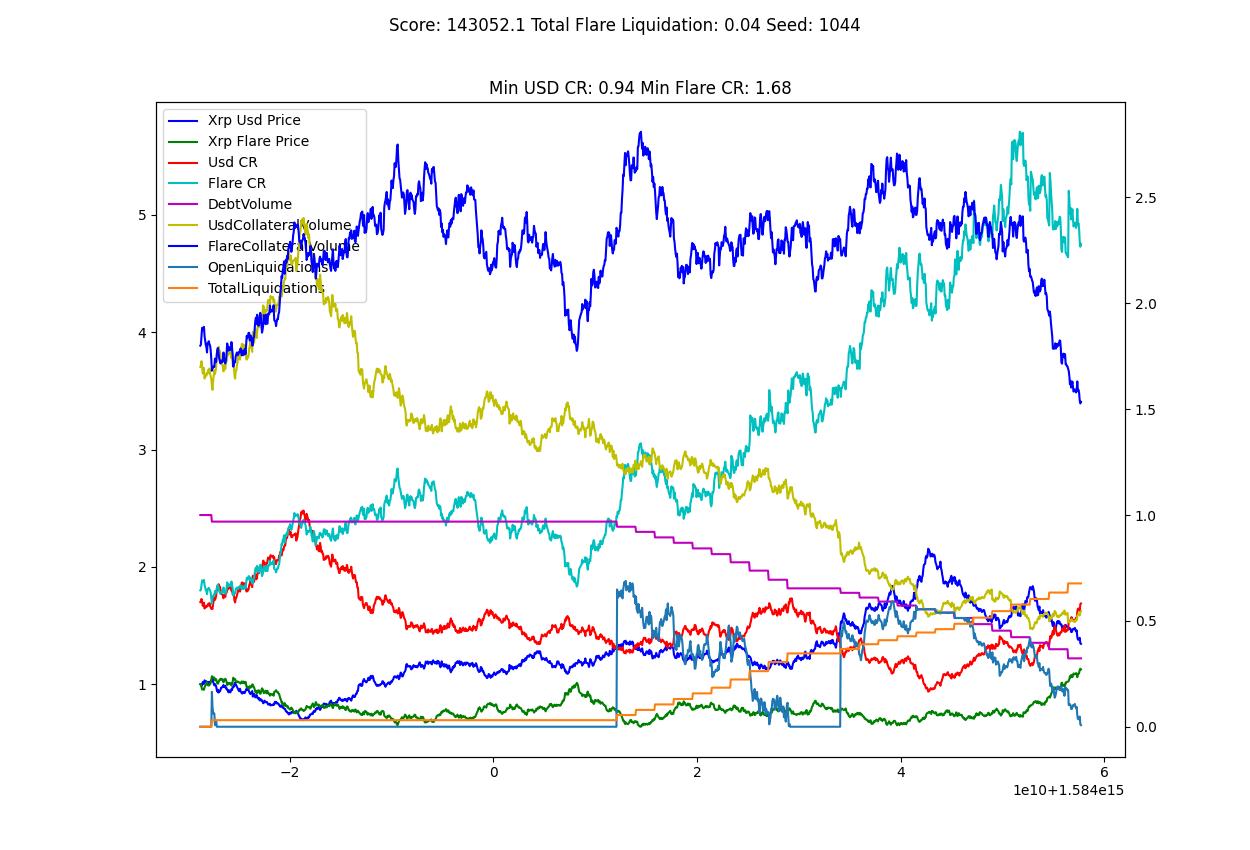 Score: 143052.1 Total Flare Liquidation: 0.04 Seed: 1044
Min USD CR: 0.94 Min Flare CR: 1.68
Xrp Usd Price
Xrp Flare Price
Usd CR
Flare CR
DebtVolume
UsdCollateralVolume
FlareCollateralVolume
OpenLiquidations
TotalLiquidations
5
4
3
2
1
2.5
2.0
1.5
1.0
0.5
0.0
−2
0
2
4
6
1e10+1.584e15